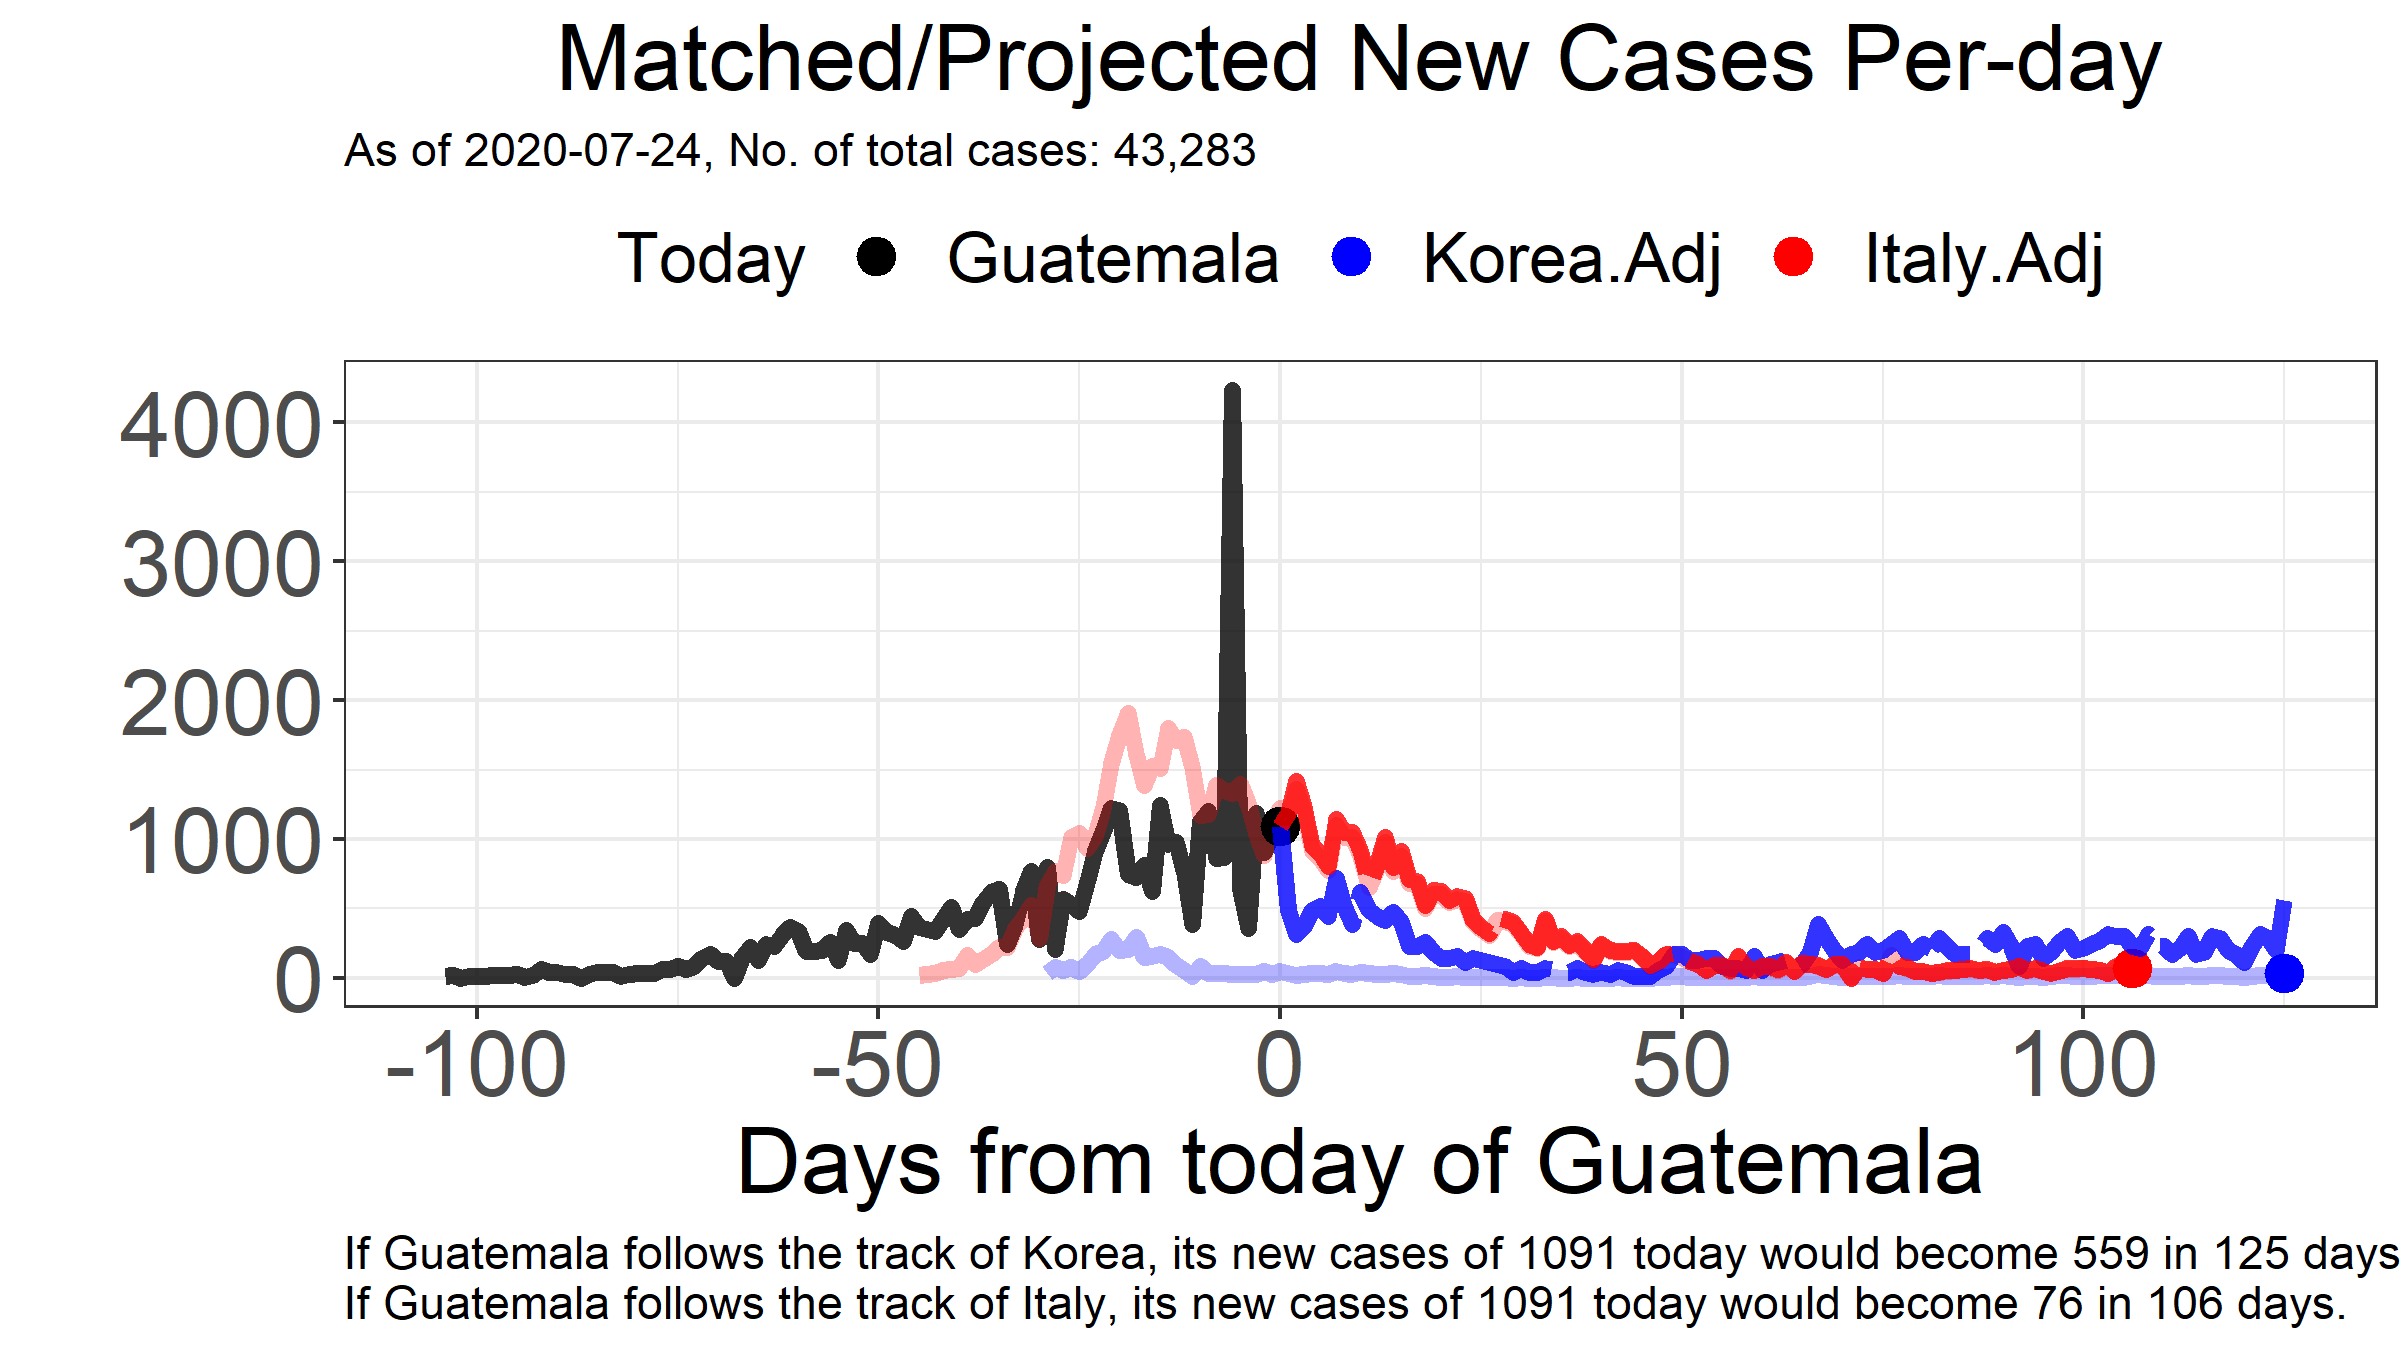 Matched/Projected New Cases Per-day
As of 2020-07-24, No. of total cases: 43,283
Today Guatemala Korea.Adj Italy.Adj
4000
3000
2000
1000
0
-100 -50 0 50 100
Days from today of Guatemala
If Guatemala follows the track of Korea, its new cases of 1091 today would become 559 in 125 days
If Guatemala follows the track of Italy, its new cases of 1091 today would become 76 in 106 days.